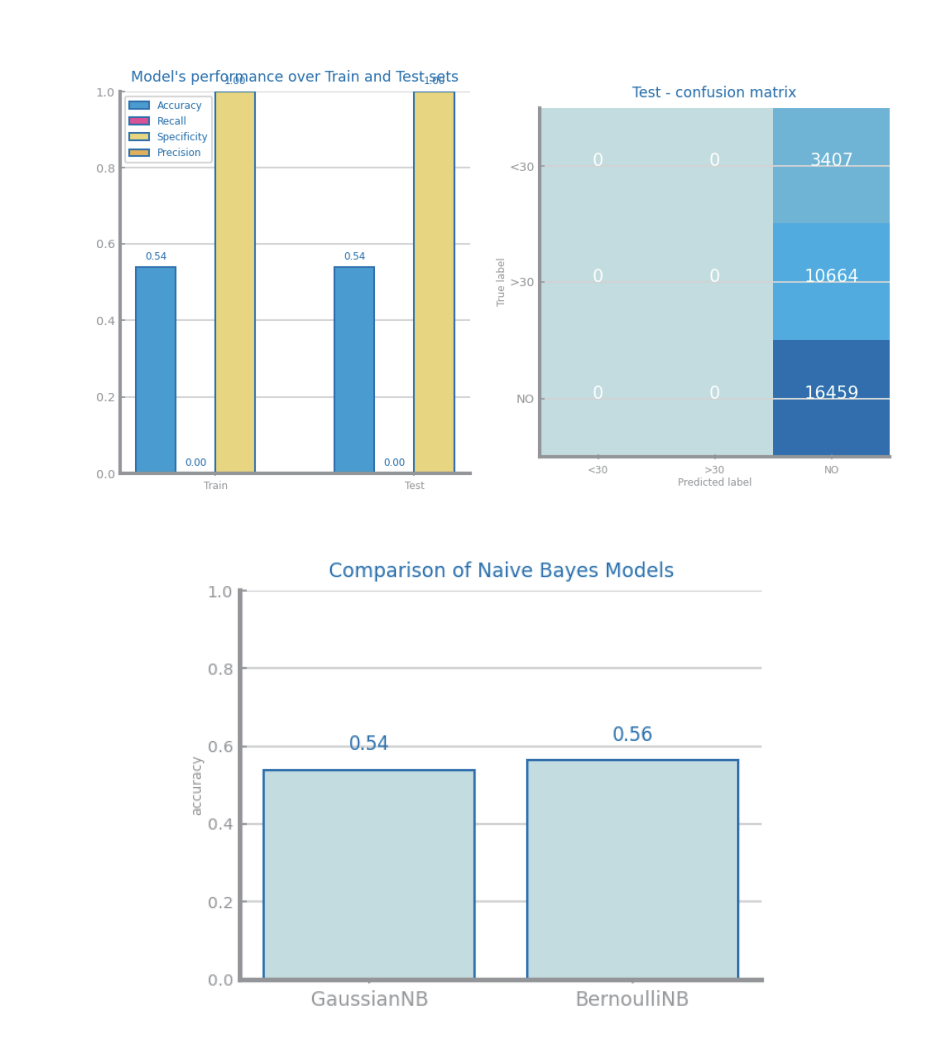 Model's performance over Train and Test sets
1.00 1.00
1.0
Accuracy
Recall
Specificity
Precision
0.8
0.6
0.54 0.54
0.4
0.2
0.00 0.00
0.0
Train Test
Test - confusion matrix
<30 0 0 3407
True label
>30 0 0 10664
NO 0 0 16459
<30 >30 NO
Predicted label
Comparison of Naive Bayes Models
1.0
0.8
0.56
0.54
0.6
accuracy
0.4
0.2
0.0
GaussianNB BernoulliNB